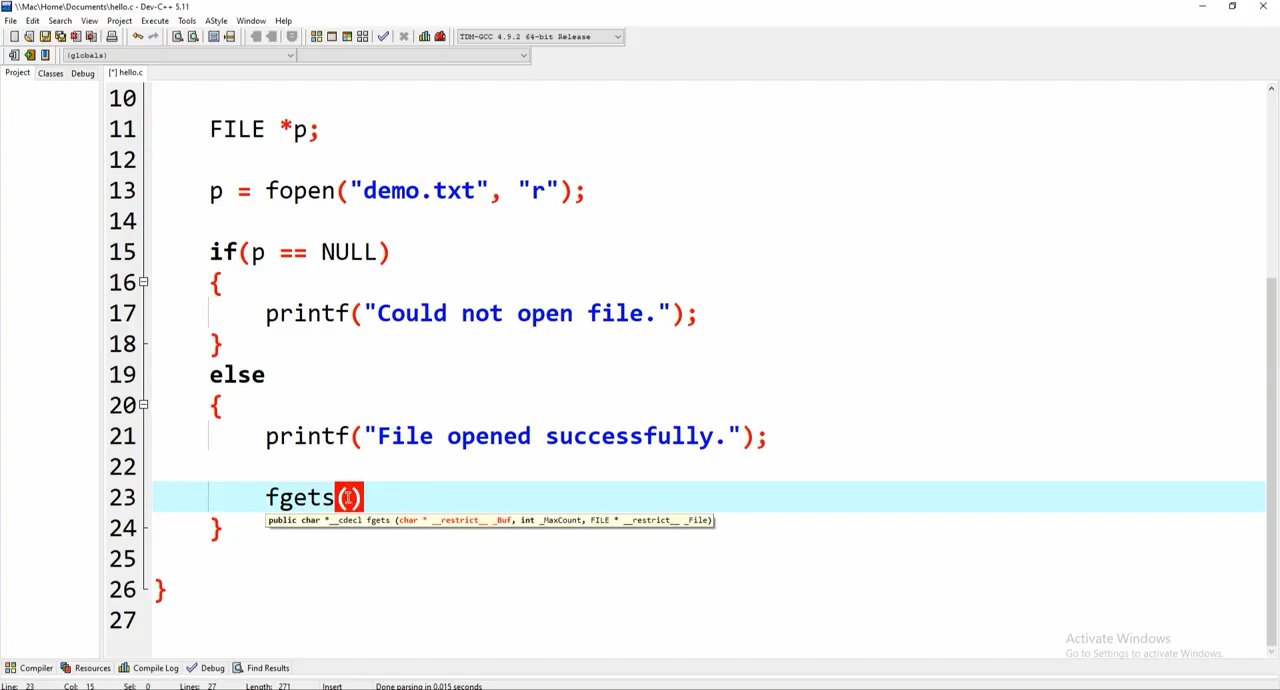 \\Mac\Home\Documents\hello.c - Dev-C++ 5.11
File Edit Search View Project Execute Tools AStyle Window Help
TDM-GCC 4.9.2 64-bit Release
(globals)
Project Classes Debug [*] hello.c
10
11 FILE *p;
12
13 p = fopen("demo.txt", "r");
14
15 if(p == NULL)
16 {
17 printf("Could not open file.");
18 }
19 else
20 {
21 printf("File opened successfully.");
22
23 fgets()
public char *__cdecl fgets (char * __restrict__ _Buf, int _MaxCount, FILE * __restrict__ _File)
24 }
25
26 }
27
Activate Windows
Go to Settings to activate Windows.
Compiler Resources Compile Log Debug Find Results
Line: 23 Col: 15 Sel: 0 Lines: 27 Length: 271 Insert Done parsing in 0.015 seconds